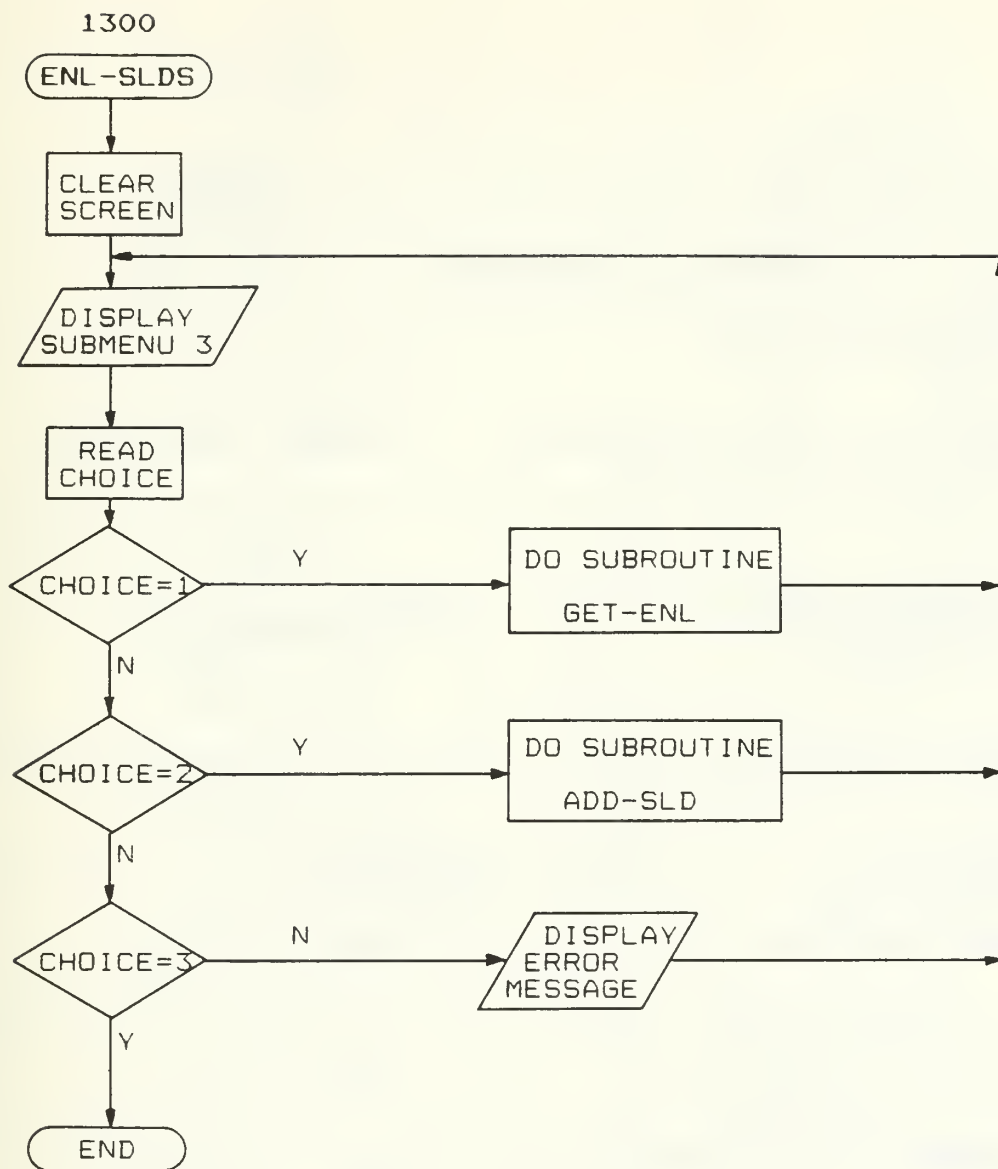 1300
ENL-SLDS
CLEAR
SCREEN
DISPLAY
SUBMENU 3
READ
CHOICE
CHOICE=1
Y
DO SUBROUTINE
GET-ENL
N
CHOICE=2
Y
DO SUBROUTINE
ADD-SLD
N
CHOICE=3
N
DISPLAY
ERROR
MESSAGE
Y
END